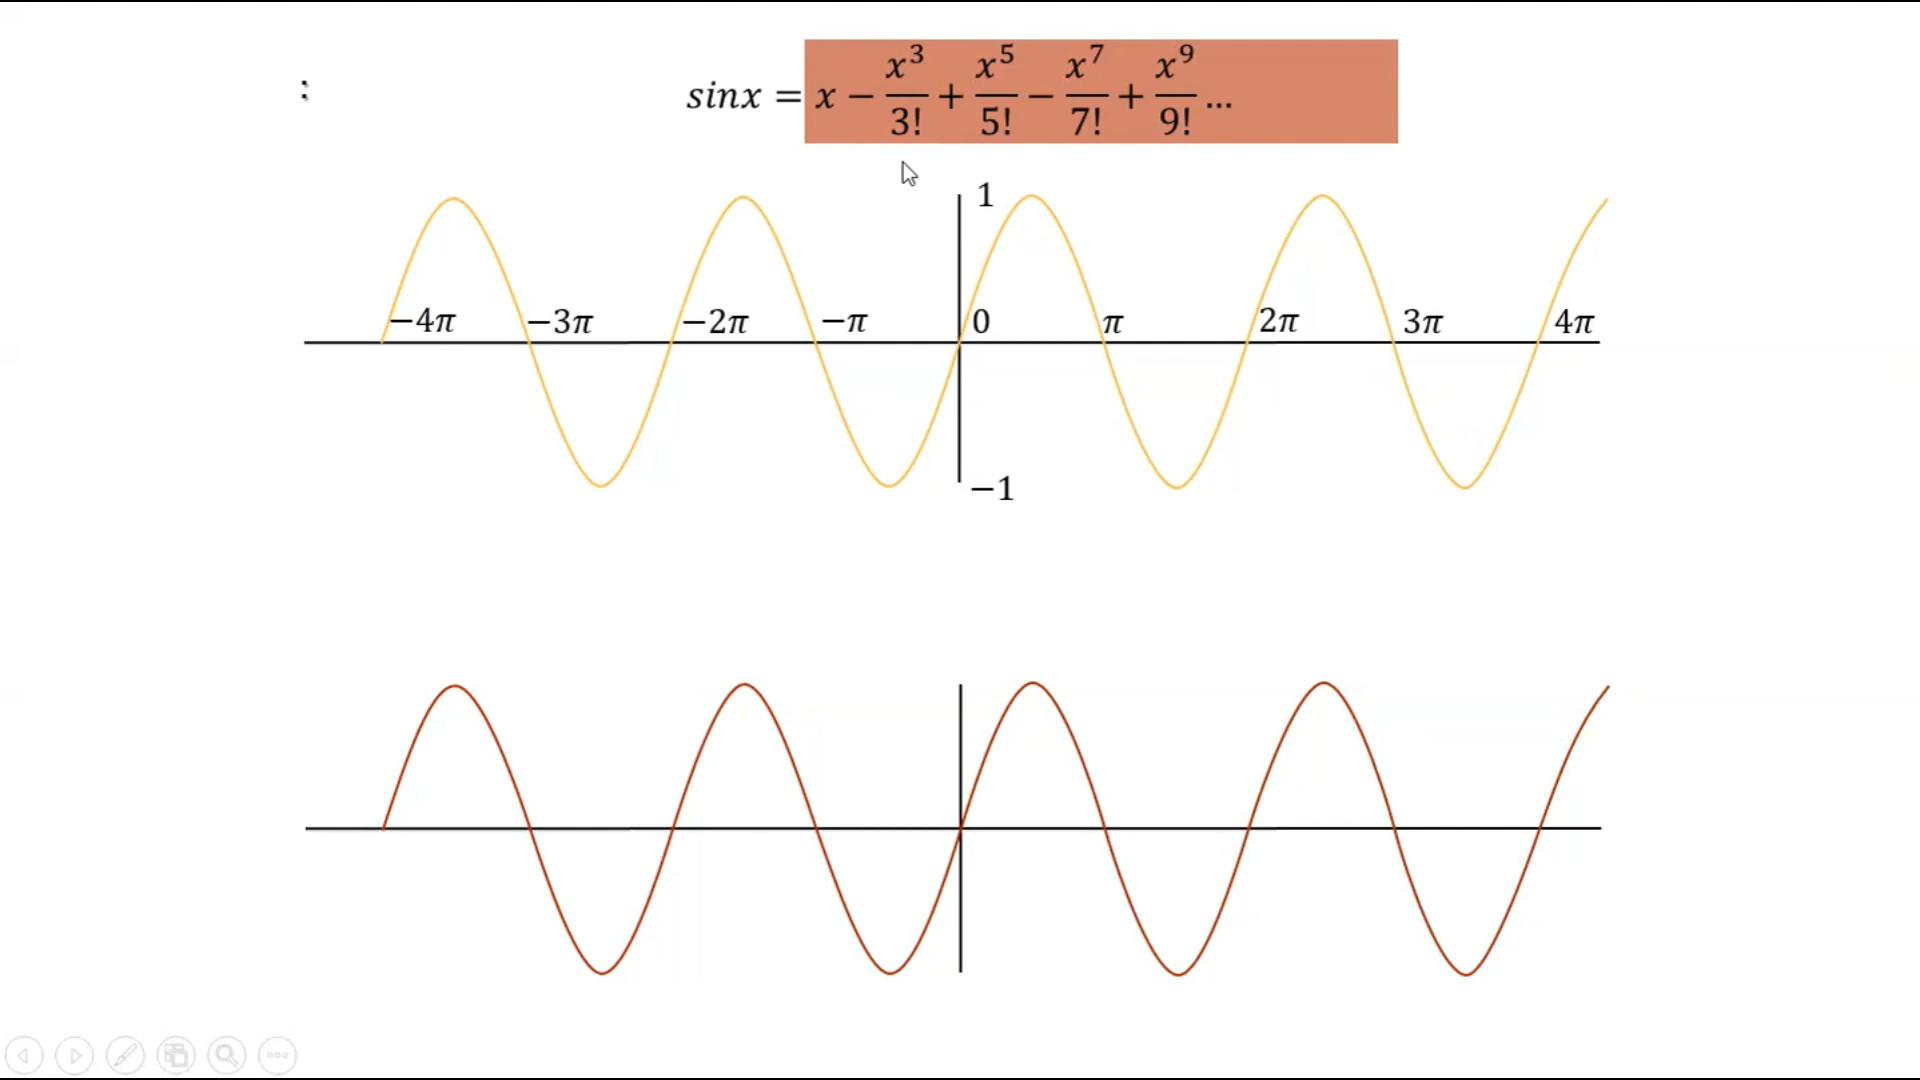 :
sinx = x − x³/3! + x⁵/5! − x⁷/7! + x⁹/9! ...
1
−4π −3π −2π −π 0 π 2π 3π 4π
−1